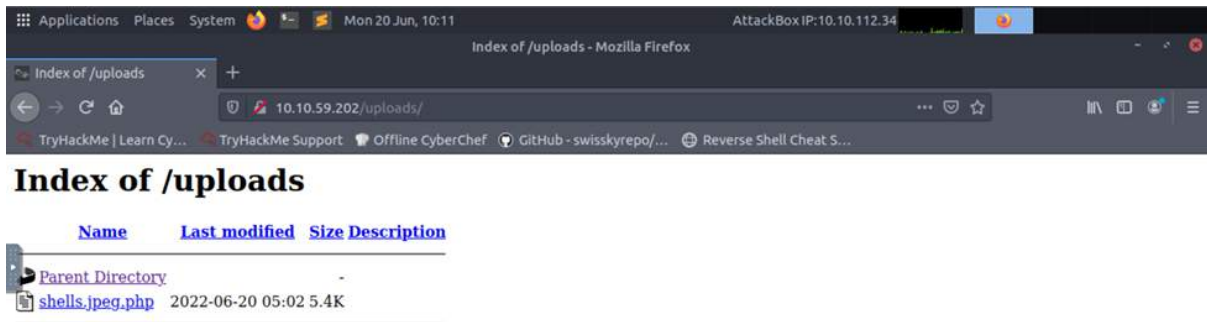 Applications Places System Mon 20 Jun, 10:11 AttackBox IP:10.10.112.34
Index of /uploads - Mozilla Firefox
Index of /uploads × +
10.10.59.202/uploads/
TryHackMe | Learn Cy... TryHackMe Support Offline CyberChef GitHub - swisskyrepo/... Reverse Shell Cheat S...
Index of /uploads
Name Last modified Size Description
Parent Directory -
shells.jpeg.php 2022-06-20 05:02 5.4K